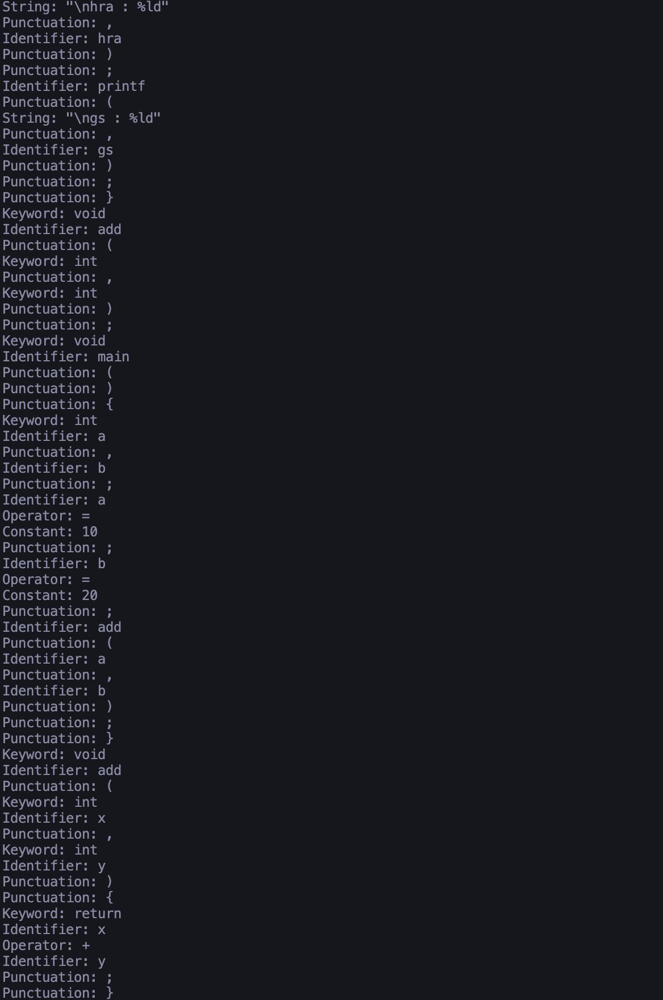 String: "\nhra : %ld"
Punctuation: ,
Identifier: hra
Punctuation: )
Punctuation: ;
Identifier: printf
Punctuation: (
String: "\ngs : %ld"
Punctuation: ,
Identifier: gs
Punctuation: )
Punctuation: ;
Punctuation: }
Keyword: void
Identifier: add
Punctuation: (
Keyword: int
Punctuation: ,
Keyword: int
Punctuation: )
Punctuation: ;
Keyword: void
Identifier: main
Punctuation: (
Punctuation: )
Punctuation: {
Keyword: int
Identifier: a
Punctuation: ,
Identifier: b
Punctuation: ;
Identifier: a
Operator: =
Constant: 10
Punctuation: ;
Identifier: b
Operator: =
Constant: 20
Punctuation: ;
Identifier: add
Punctuation: (
Identifier: a
Punctuation: ,
Identifier: b
Punctuation: )
Punctuation: ;
Punctuation: }
Keyword: void
Identifier: add
Punctuation: (
Keyword: int
Identifier: x
Punctuation: ,
Keyword: int
Identifier: y
Punctuation: )
Punctuation: {
Keyword: return
Identifier: x
Operator: +
Identifier: y
Punctuation: ;
Punctuation: }